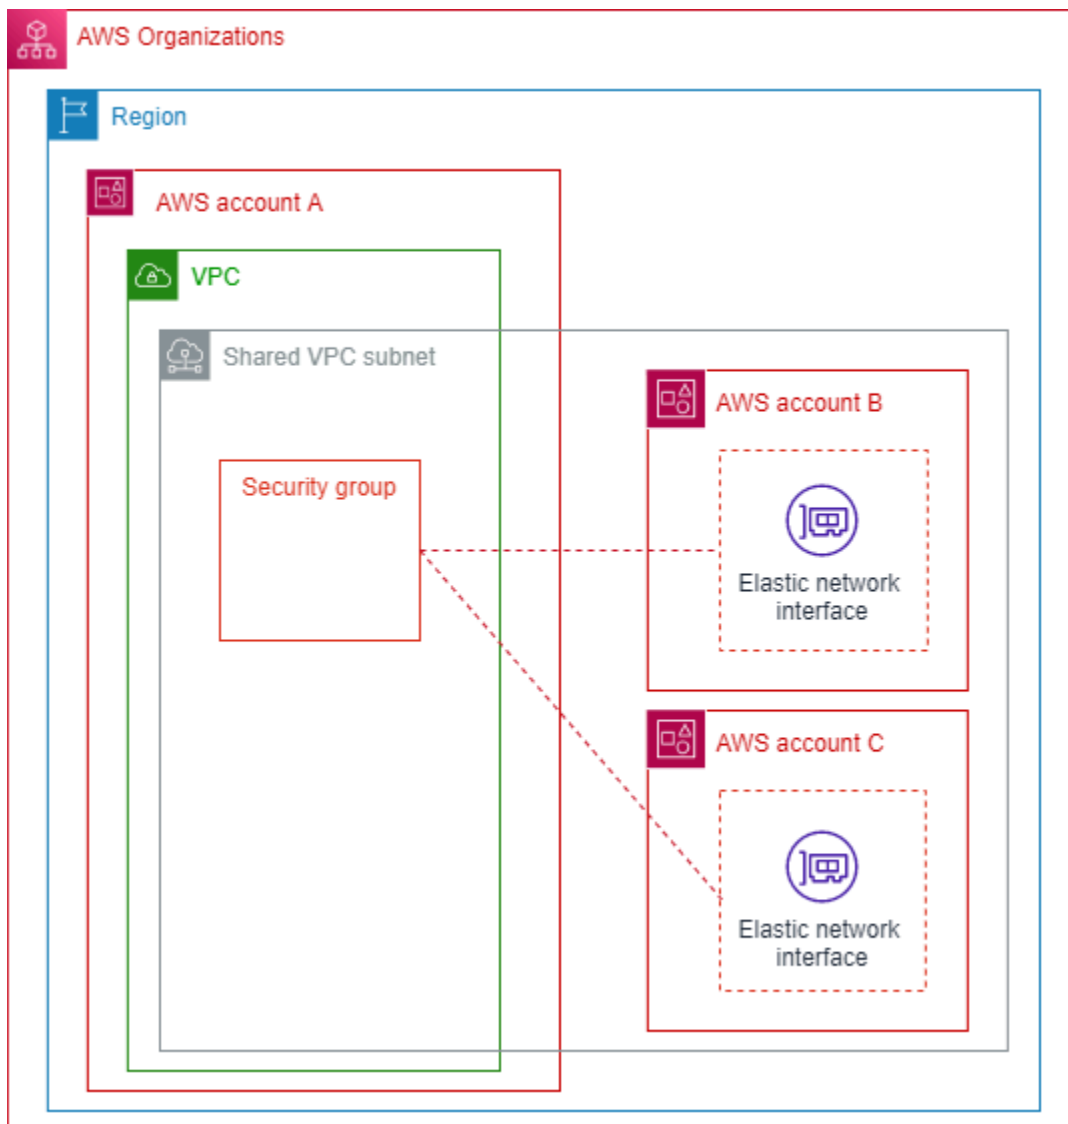 AWS Organizations
Region
AWS account A
VPC
Shared VPC subnet
AWS account B
Security group
Elastic network
interface
AWS account C
Elastic network
interface